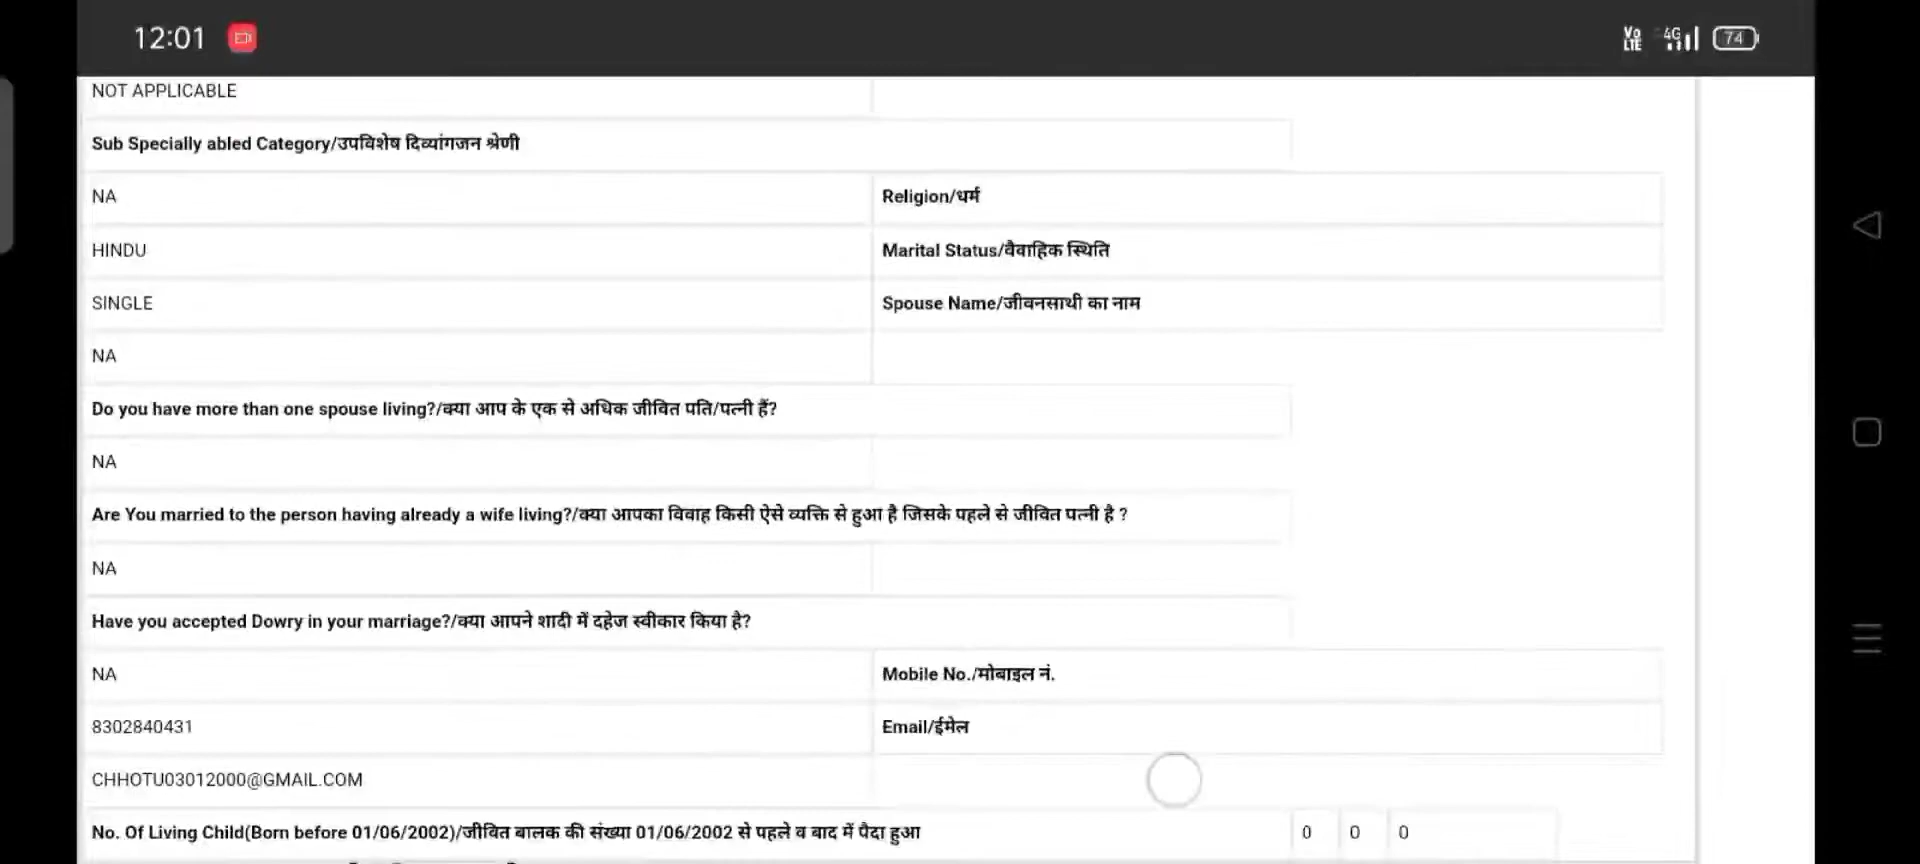 12:01
Vo LTE 4G 74
NOT APPLICABLE
Sub Specially abled Category/उपविशेष दिव्यांगजन श्रेणी
NA Religion/धर्म
HINDU Marital Status/वैवाहिक स्थिति
SINGLE Spouse Name/जीवनसाथी का नाम
NA
Do you have more than one spouse living?/क्या आप के एक से अधिक जीवित पति/पत्नी हैं?
NA
Are You married to the person having already a wife living?/क्या आपका विवाह किसी ऐसे व्यक्ति से हुआ है जिसके पहले से जीवित पत्नी है ?
NA
Have you accepted Dowry in your marriage?/क्या आपने शादी में दहेज स्वीकार किया है?
NA Mobile No./मोबाइल नं.
8302840431 Email/ईमेल
CHHOTU03012000@GMAIL.COM
No. Of Living Child(Born before 01/06/2002)/जीवित बालक की संख्या 01/06/2002 से पहले व बाद में पैदा हुआ 0 0 0